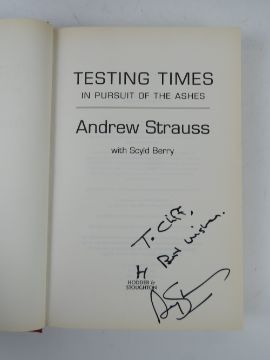 TESTING TIMES
IN PURSUIT OF THE ASHES
Andrew Strauss
with Scyld Berry
To Cliff,
Best wishes.
H
HODDER &
STOUGHTON